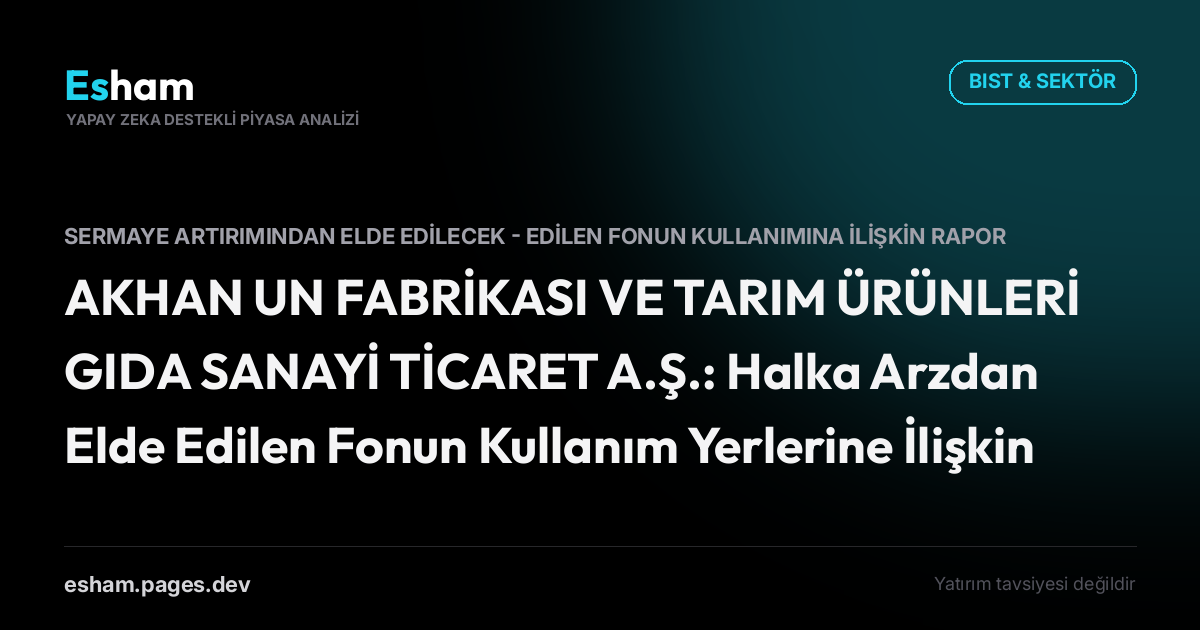 Esham
YAPAY ZEKA DESTEKLİ PİYASA ANALİZİ
BIST & SEKTÖR
SERMAYE ARTIRIMINDAN ELDE EDİLECEK - EDİLEN FONUN KULLANIMINA İLİŞKİN RAPOR
AKHAN UN FABRİKASI VE TARIM ÜRÜNLERİ
GIDA SANAYİ TİCARET A.Ş.: Halka Arzdan
Elde Edilen Fonun Kullanım Yerlerine İlişkin
esham.pages.dev
Yatırım tavsiyesi değildir